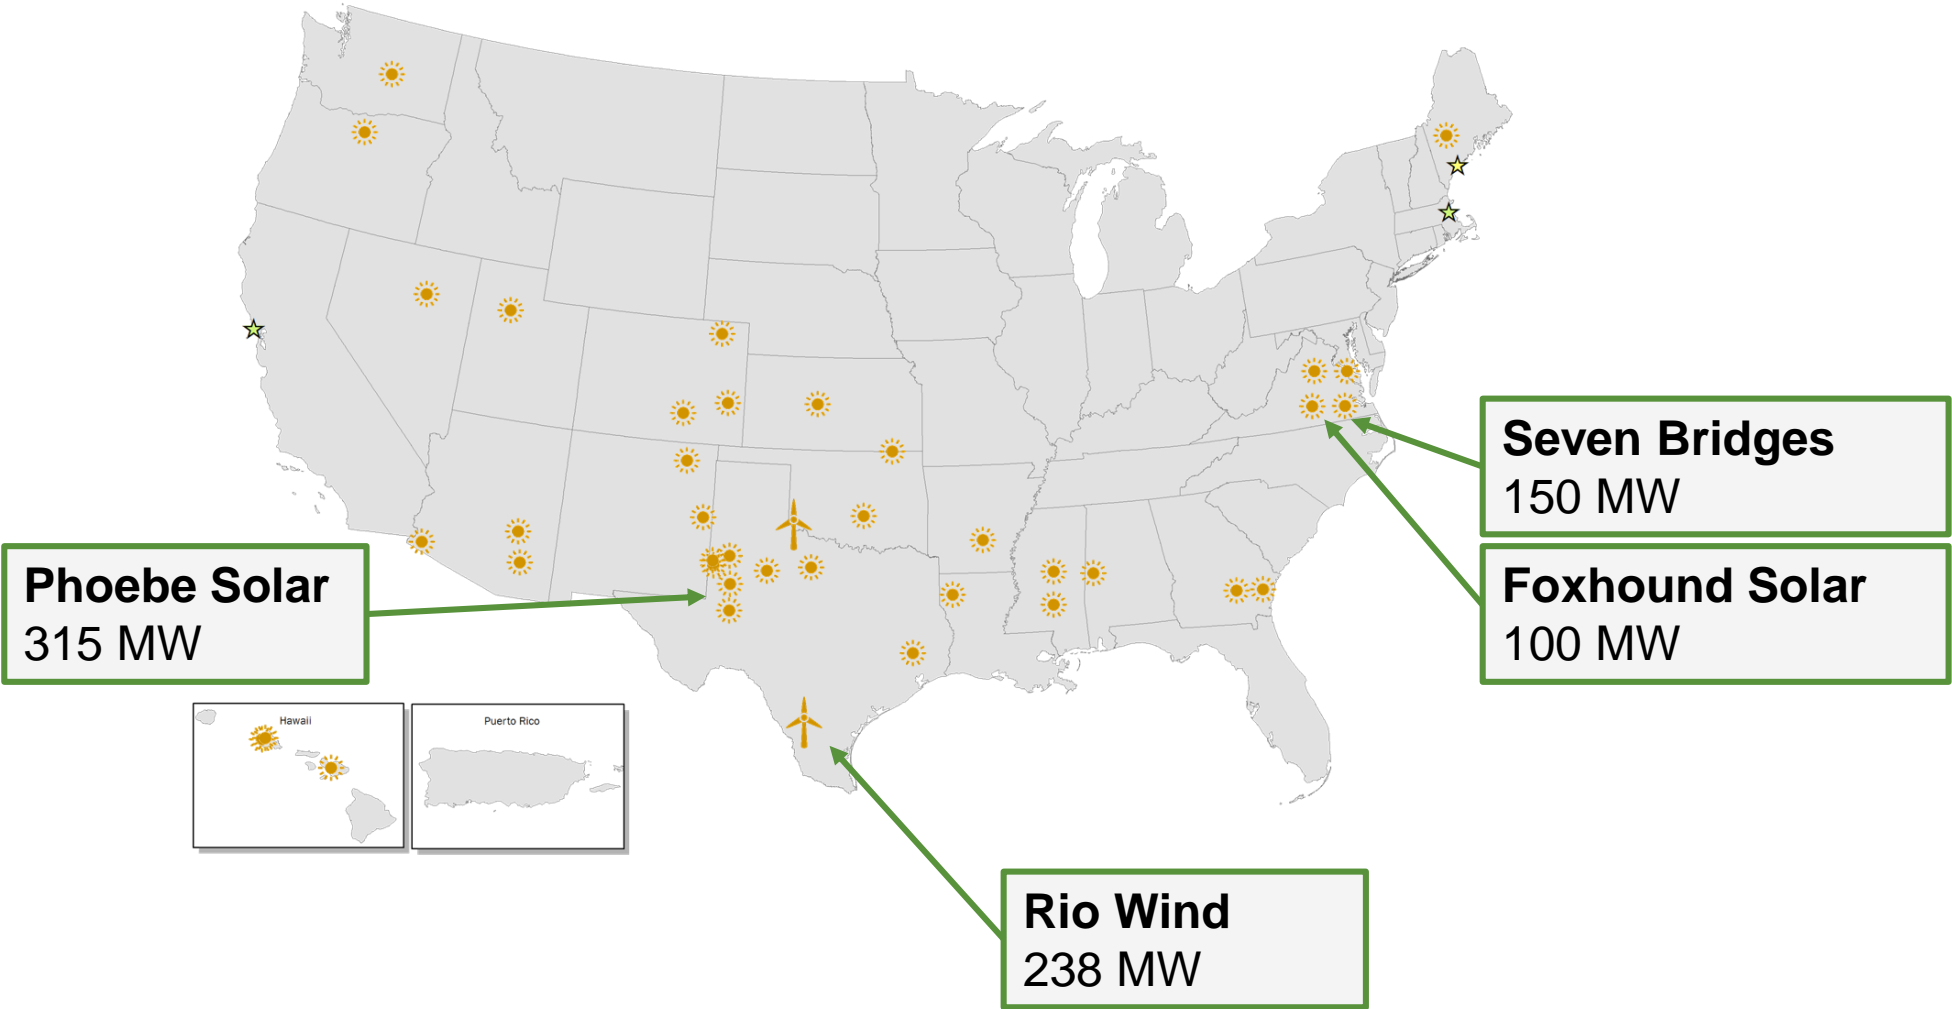 Seven Bridges
150 MW
Phoebe Solar
315 MW
Foxhound Solar
100 MW
Hawaii
Puerto Rico
Rio Wind
238 MW